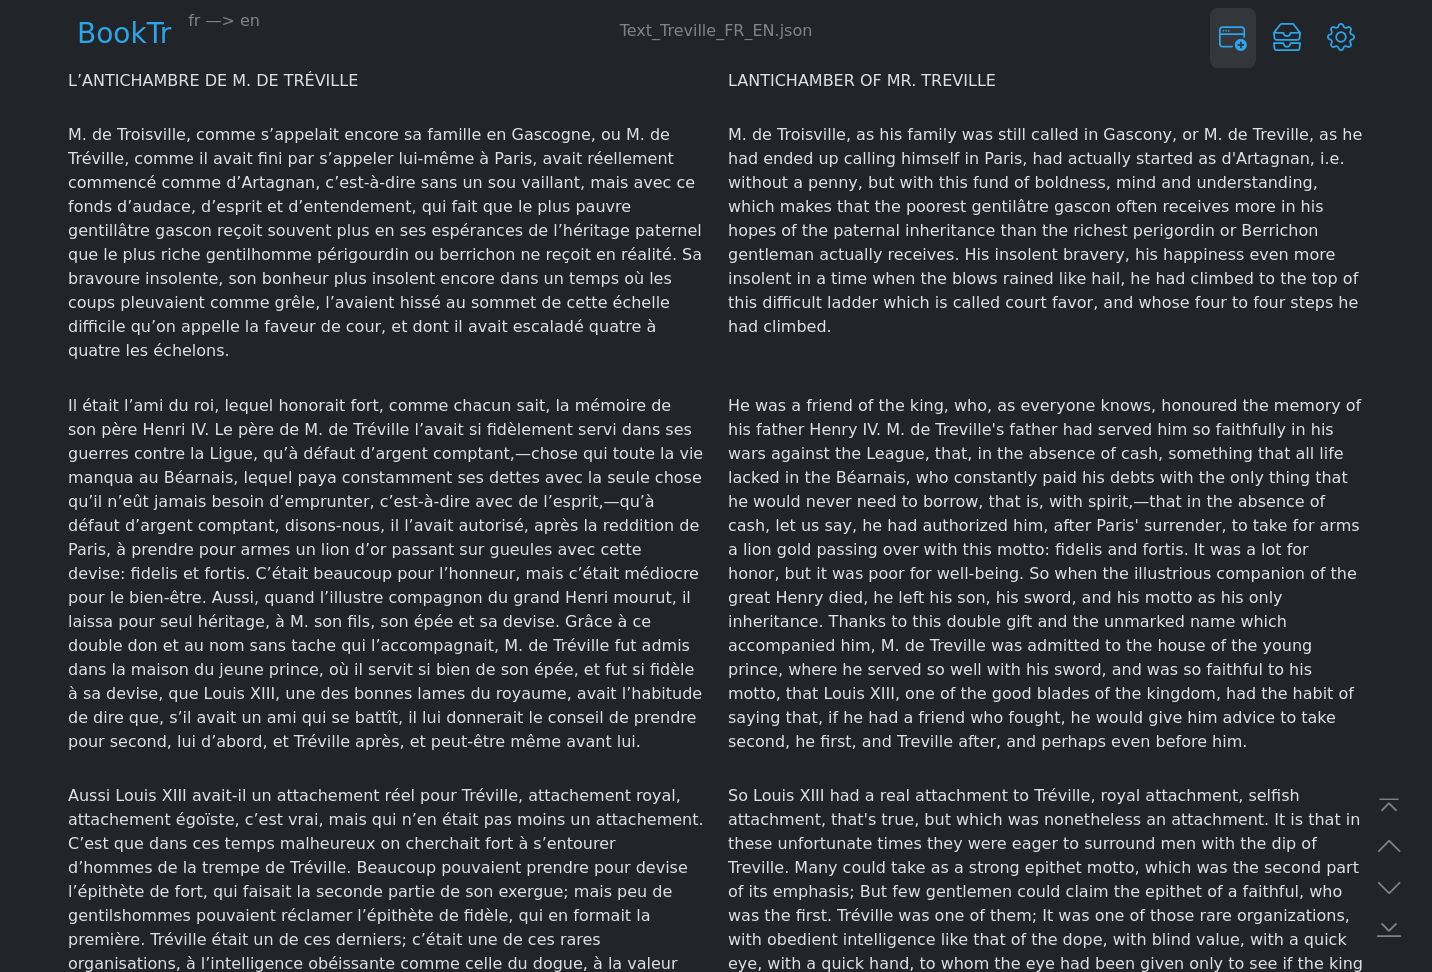 BookTr
fr —> en
Text_Treville_FR_EN.json
L’ANTICHAMBRE DE M. DE TRÉVILLE
M. de Troisville, comme s’appelait encore sa famille en Gascogne, ou M. de
Tréville, comme il avait fini par s’appeler lui-même à Paris, avait réellement
commencé comme d’Artagnan, c’est-à-dire sans un sou vaillant, mais avec ce
fonds d’audace, d’esprit et d’entendement, qui fait que le plus pauvre
gentillâtre gascon reçoit souvent plus en ses espérances de l’héritage paternel
que le plus riche gentilhomme périgourdin ou berrichon ne reçoit en réalité. Sa
bravoure insolente, son bonheur plus insolent encore dans un temps où les
coups pleuvaient comme grêle, l’avaient hissé au sommet de cette échelle
difficile qu’on appelle la faveur de cour, et dont il avait escaladé quatre à
quatre les échelons.
Il était l’ami du roi, lequel honorait fort, comme chacun sait, la mémoire de
son père Henri IV. Le père de M. de Tréville l’avait si fidèlement servi dans ses
guerres contre la Ligue, qu’à défaut d’argent comptant,—chose qui toute la vie
manqua au Béarnais, lequel paya constamment ses dettes avec la seule chose
qu’il n’eût jamais besoin d’emprunter, c’est-à-dire avec de l’esprit,—qu’à
défaut d’argent comptant, disons-nous, il l’avait autorisé, après la reddition de
Paris, à prendre pour armes un lion d’or passant sur gueules avec cette
devise: fidelis et fortis. C’était beaucoup pour l’honneur, mais c’était médiocre
pour le bien-être. Aussi, quand l’illustre compagnon du grand Henri mourut, il
laissa pour seul héritage, à M. son fils, son épée et sa devise. Grâce à ce
double don et au nom sans tache qui l’accompagnait, M. de Tréville fut admis
dans la maison du jeune prince, où il servit si bien de son épée, et fut si fidèle
à sa devise, que Louis XIII, une des bonnes lames du royaume, avait l’habitude
de dire que, s’il avait un ami qui se battît, il lui donnerait le conseil de prendre
pour second, lui d’abord, et Tréville après, et peut-être même avant lui.
Aussi Louis XIII avait-il un attachement réel pour Tréville, attachement royal,
attachement égoïste, c’est vrai, mais qui n’en était pas moins un attachement.
C’est que dans ces temps malheureux on cherchait fort à s’entourer
d’hommes de la trempe de Tréville. Beaucoup pouvaient prendre pour devise
l’épithète de fort, qui faisait la seconde partie de son exergue; mais peu de
gentilshommes pouvaient réclamer l’épithète de fidèle, qui en formait la
première. Tréville était un de ces derniers; c’était une de ces rares
organisations, à l’intelligence obéissante comme celle du dogue, à la valeur
LANTICHAMBER OF MR. TREVILLE
M. de Troisville, as his family was still called in Gascony, or M. de Treville, as he
had ended up calling himself in Paris, had actually started as d'Artagnan, i.e.
without a penny, but with this fund of boldness, mind and understanding,
which makes that the poorest gentilâtre gascon often receives more in his
hopes of the paternal inheritance than the richest perigordin or Berrichon
gentleman actually receives. His insolent bravery, his happiness even more
insolent in a time when the blows rained like hail, he had climbed to the top of
this difficult ladder which is called court favor, and whose four to four steps he
had climbed.
He was a friend of the king, who, as everyone knows, honoured the memory of
his father Henry IV. M. de Treville's father had served him so faithfully in his
wars against the League, that, in the absence of cash, something that all life
lacked in the Béarnais, who constantly paid his debts with the only thing that
he would never need to borrow, that is, with spirit,—that in the absence of
cash, let us say, he had authorized him, after Paris' surrender, to take for arms
a lion gold passing over with this motto: fidelis and fortis. It was a lot for
honor, but it was poor for well-being. So when the illustrious companion of the
great Henry died, he left his son, his sword, and his motto as his only
inheritance. Thanks to this double gift and the unmarked name which
accompanied him, M. de Treville was admitted to the house of the young
prince, where he served so well with his sword, and was so faithful to his
motto, that Louis XIII, one of the good blades of the kingdom, had the habit of
saying that, if he had a friend who fought, he would give him advice to take
second, he first, and Treville after, and perhaps even before him.
So Louis XIII had a real attachment to Tréville, royal attachment, selfish
attachment, that's true, but which was nonetheless an attachment. It is that in
these unfortunate times they were eager to surround men with the dip of
Treville. Many could take as a strong epithet motto, which was the second part
of its emphasis; But few gentlemen could claim the epithet of a faithful, who
was the first. Tréville was one of them; It was one of those rare organizations,
with obedient intelligence like that of the dope, with blind value, with a quick
eye, with a quick hand, to whom the eye had been given only to see if the king